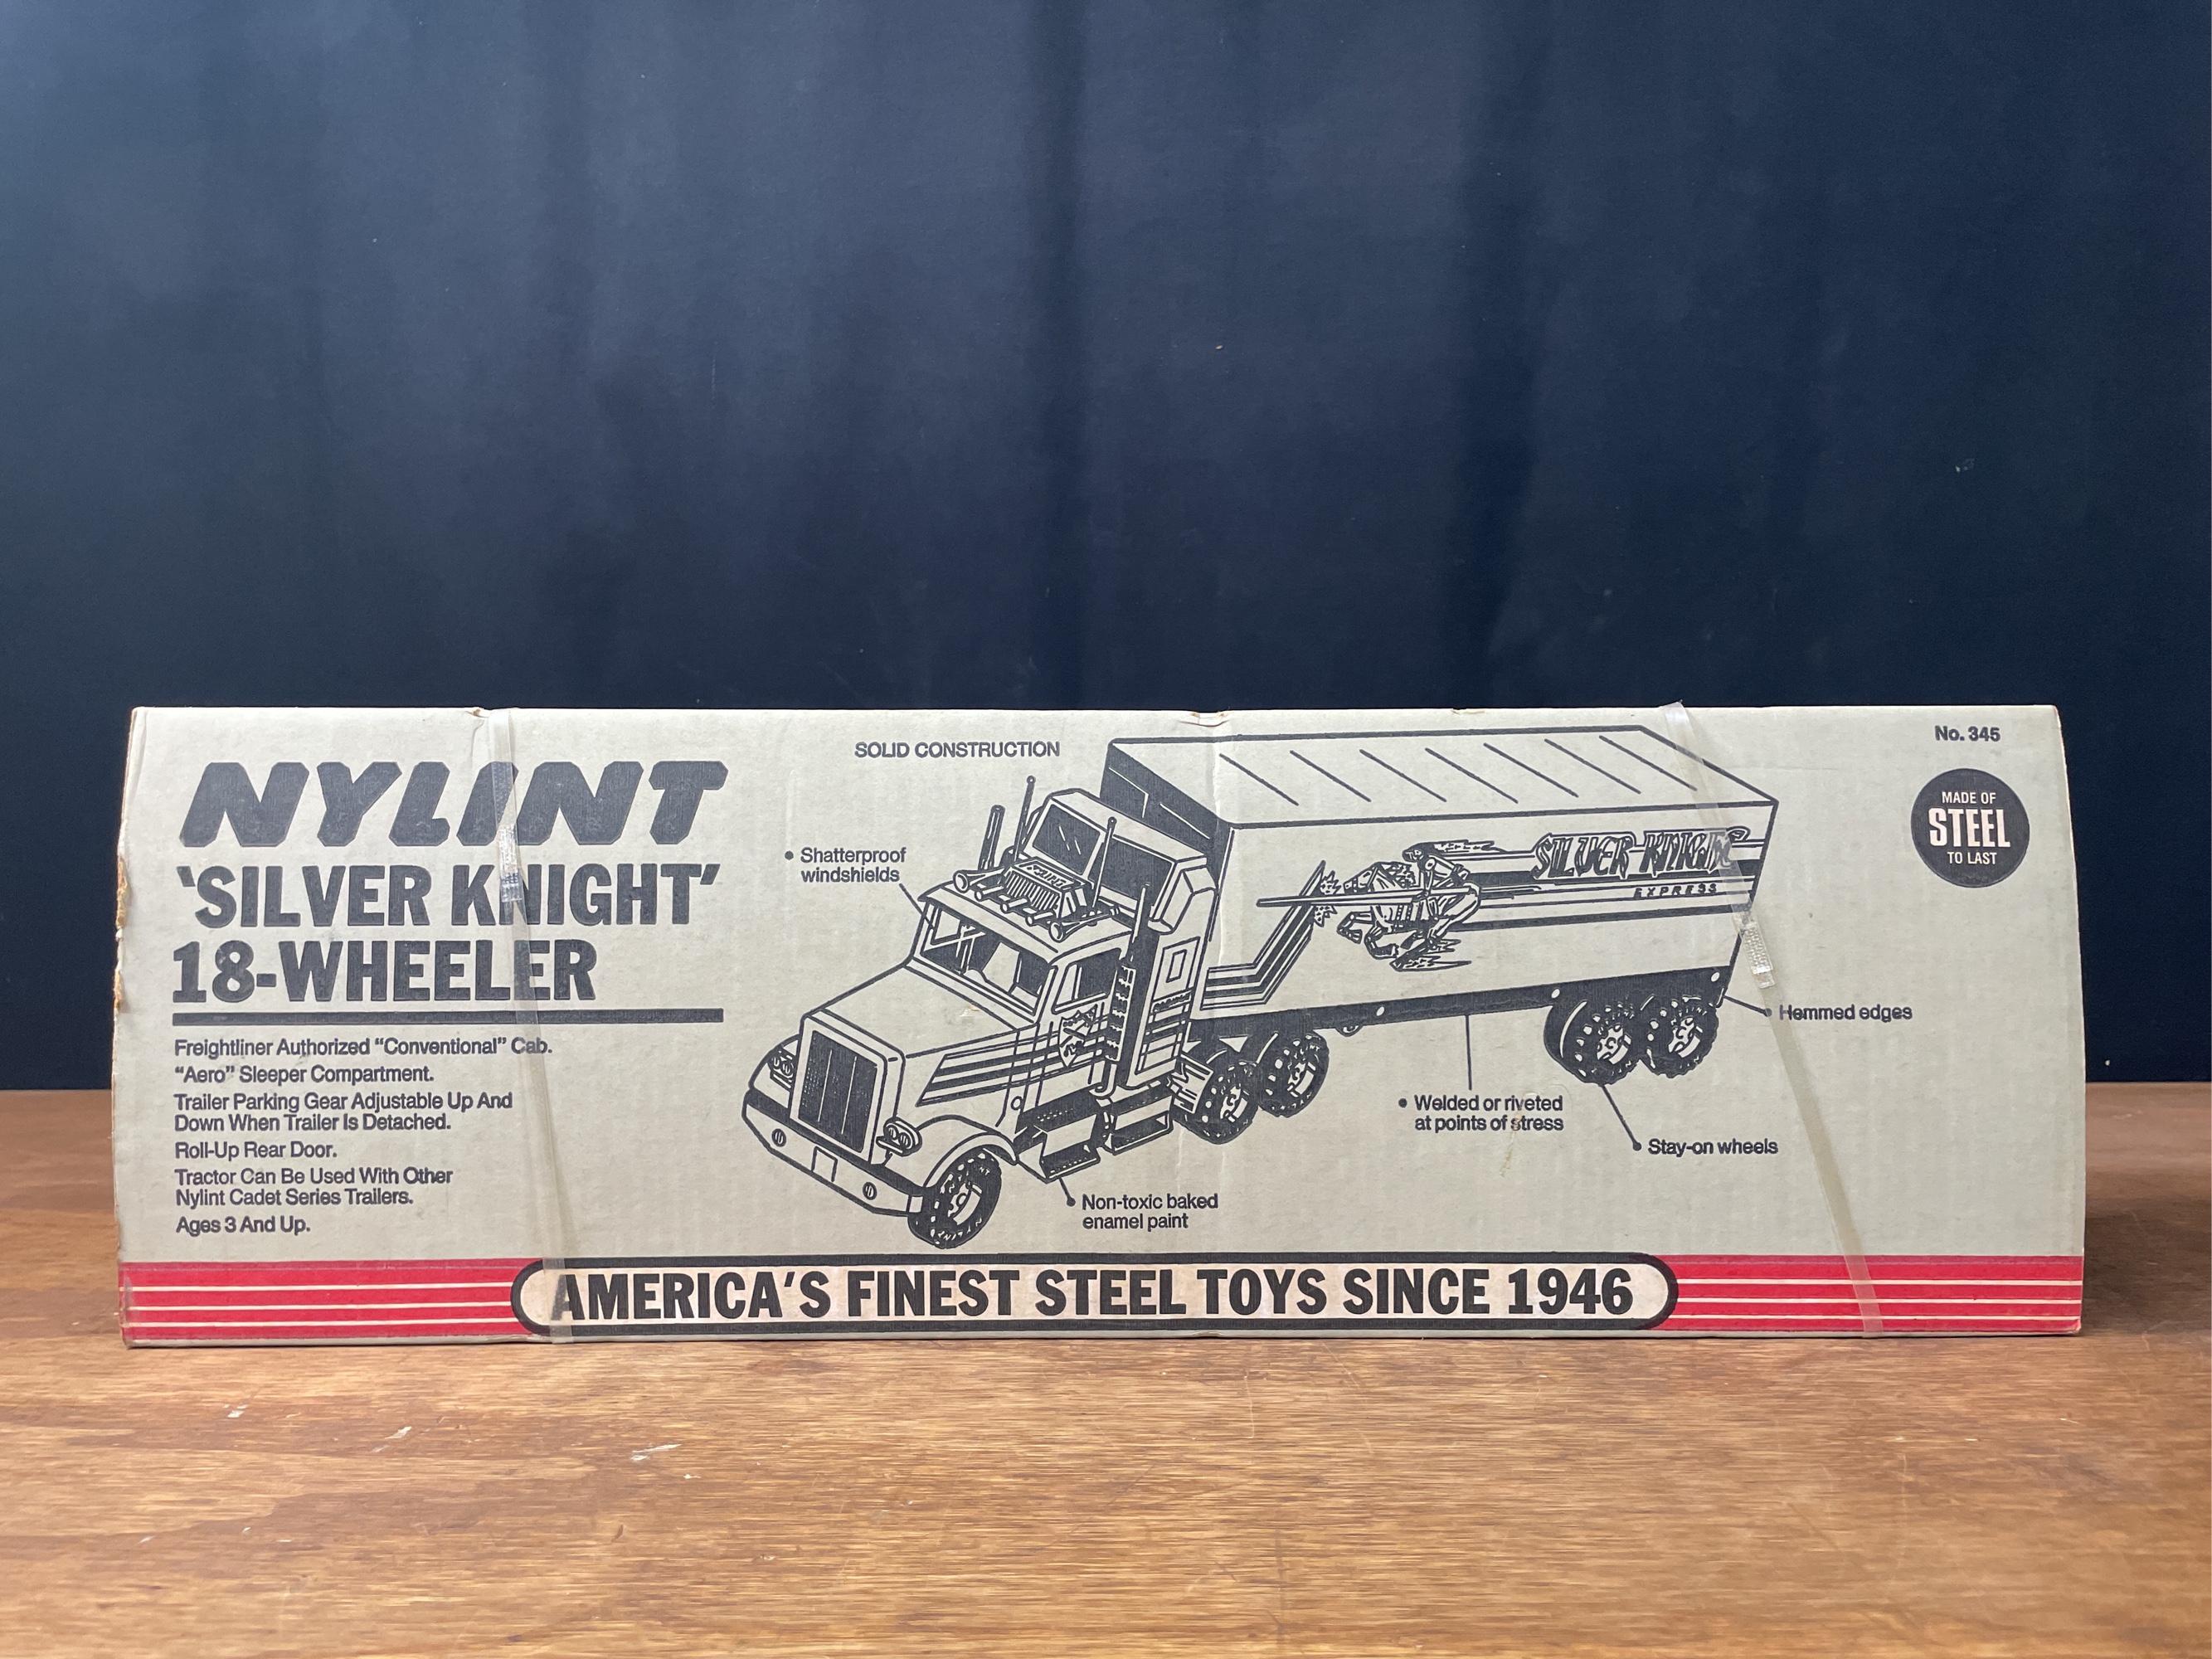 NYLINT
'SILVER KNIGHT'
18-WHEELER
Freightliner Authorized "Conventional" Cab.
"Aero" Sleeper Compartment.
Trailer Parking Gear Adjustable Up And
Down When Trailer Is Detached.
Roll-Up Rear Door.
Tractor Can Be Used With Other
Nylint Cadet Series Trailers.
Ages 3 And Up.
SOLID CONSTRUCTION
• Shatterproof
windshields
NYLINT
SILVER KNIGHT
EXPRESS
Hemmed edges
• Welded or riveted
at points of stress
Stay-on wheels
Non-toxic baked
enamel paint
No. 345
MADE OF
STEEL
TO LAST
AMERICA'S FINEST STEEL TOYS SINCE 1946